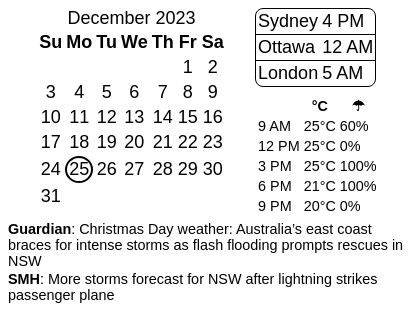 December 2023
Su Mo Tu We Th Fr Sa
1 2
3 4 5 6 7 8 9
10 11 12 13 14 15 16
17 18 19 20 21 22 23
24 25 26 27 28 29 30
31
Sydney 4 PM
Ottawa 12 AM
London 5 AM
°C ☂
9 AM 25°C 60%
12 PM 25°C 0%
3 PM 25°C 100%
6 PM 21°C 100%
9 PM 20°C 0%
Guardian: Christmas Day weather: Australia’s east coast
braces for intense storms as flash flooding prompts rescues in
NSW
SMH: More storms forecast for NSW after lightning strikes
passenger plane